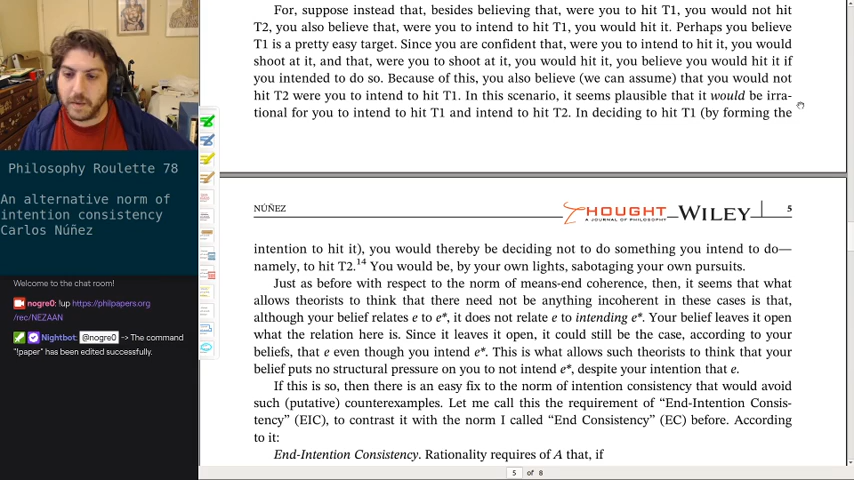 For, suppose instead that, besides believing that, were you to hit T1, you would not hit
T2, you also believe that, were you to intend to hit T1, you would hit it. Perhaps you believe
T1 is a pretty easy target. Since you are confident that, were you to intend to hit it, you would
shoot at it, and that, were you to shoot at it, you would hit it, you believe you would hit it if
you intended to do so. Because of this, you also believe (we can assume) that you would not
hit T2 were you to intend to hit T1. In this scenario, it seems plausible that it would be irra-
tional for you to intend to hit T1 and intend to hit T2. In deciding to hit T1 (by forming the
NÚÑEZ
THOUGHT
A JOURNAL OF PHILOSOPHY
WILEY
5
intention to hit it), you would thereby be deciding not to do something you intend to do—
namely, to hit T2.14 You would be, by your own lights, sabotaging your own pursuits.
Just as before with respect to the norm of means-end coherence, then, it seems that what
allows theorists to think that there need not be anything incoherent in these cases is that,
although your belief relates e to e*, it does not relate e to intending e*. Your belief leaves it open
what the relation here is. Since it leaves it open, it could still be the case, according to your
beliefs, that e even though you intend e*. This is what allows such theorists to think that your
belief puts no structural pressure on you to not intend e*, despite your intention that e.
If this is so, then there is an easy fix to the norm of intention consistency that would avoid
such (putative) counterexamples. Let me call this the requirement of “End-Intention Consis-
tency” (EIC), to contrast it with the norm I called “End Consistency” (EC) before. According
to it:
End-Intention Consistency. Rationality requires of A that, if
5 of 8
Philosophy Roulette 78
An alternative norm of
intention consistency
Carlos Núñez
Welcome to the chat room!
nogre0: !up https://philpapers.org
/rec/NEZAAN
Nightbot: @nogre0 -> The command
"!paper" has been edited successfully.